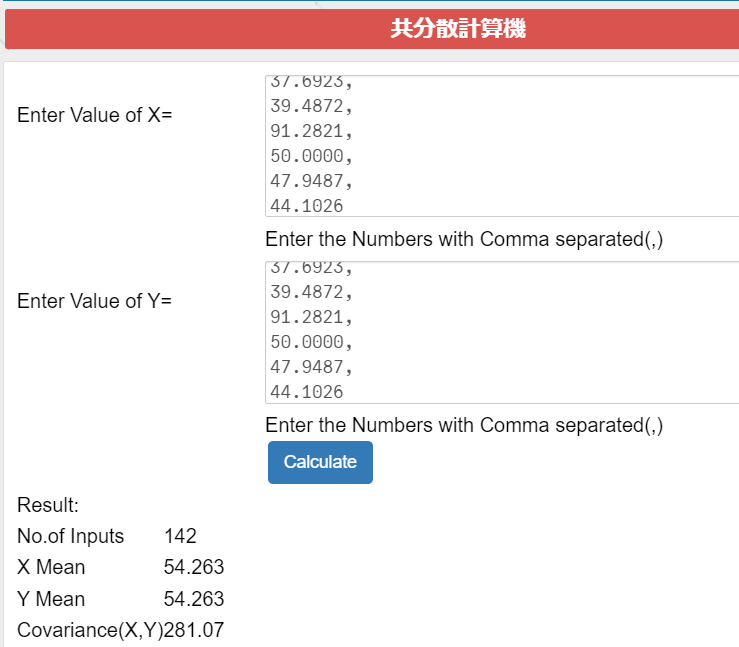 共分散計算機
Enter Value of X=
37.6923,
39.4872,
91.2821,
50.0000,
47.9487,
44.1026
Enter the Numbers with Comma separated(,)
Enter Value of Y=
37.6923,
39.4872,
91.2821,
50.0000,
47.9487,
44.1026
Enter the Numbers with Comma separated(,)
Calculate
Result:
No.of Inputs 142
X Mean 54.263
Y Mean 54.263
Covariance(X,Y)281.07